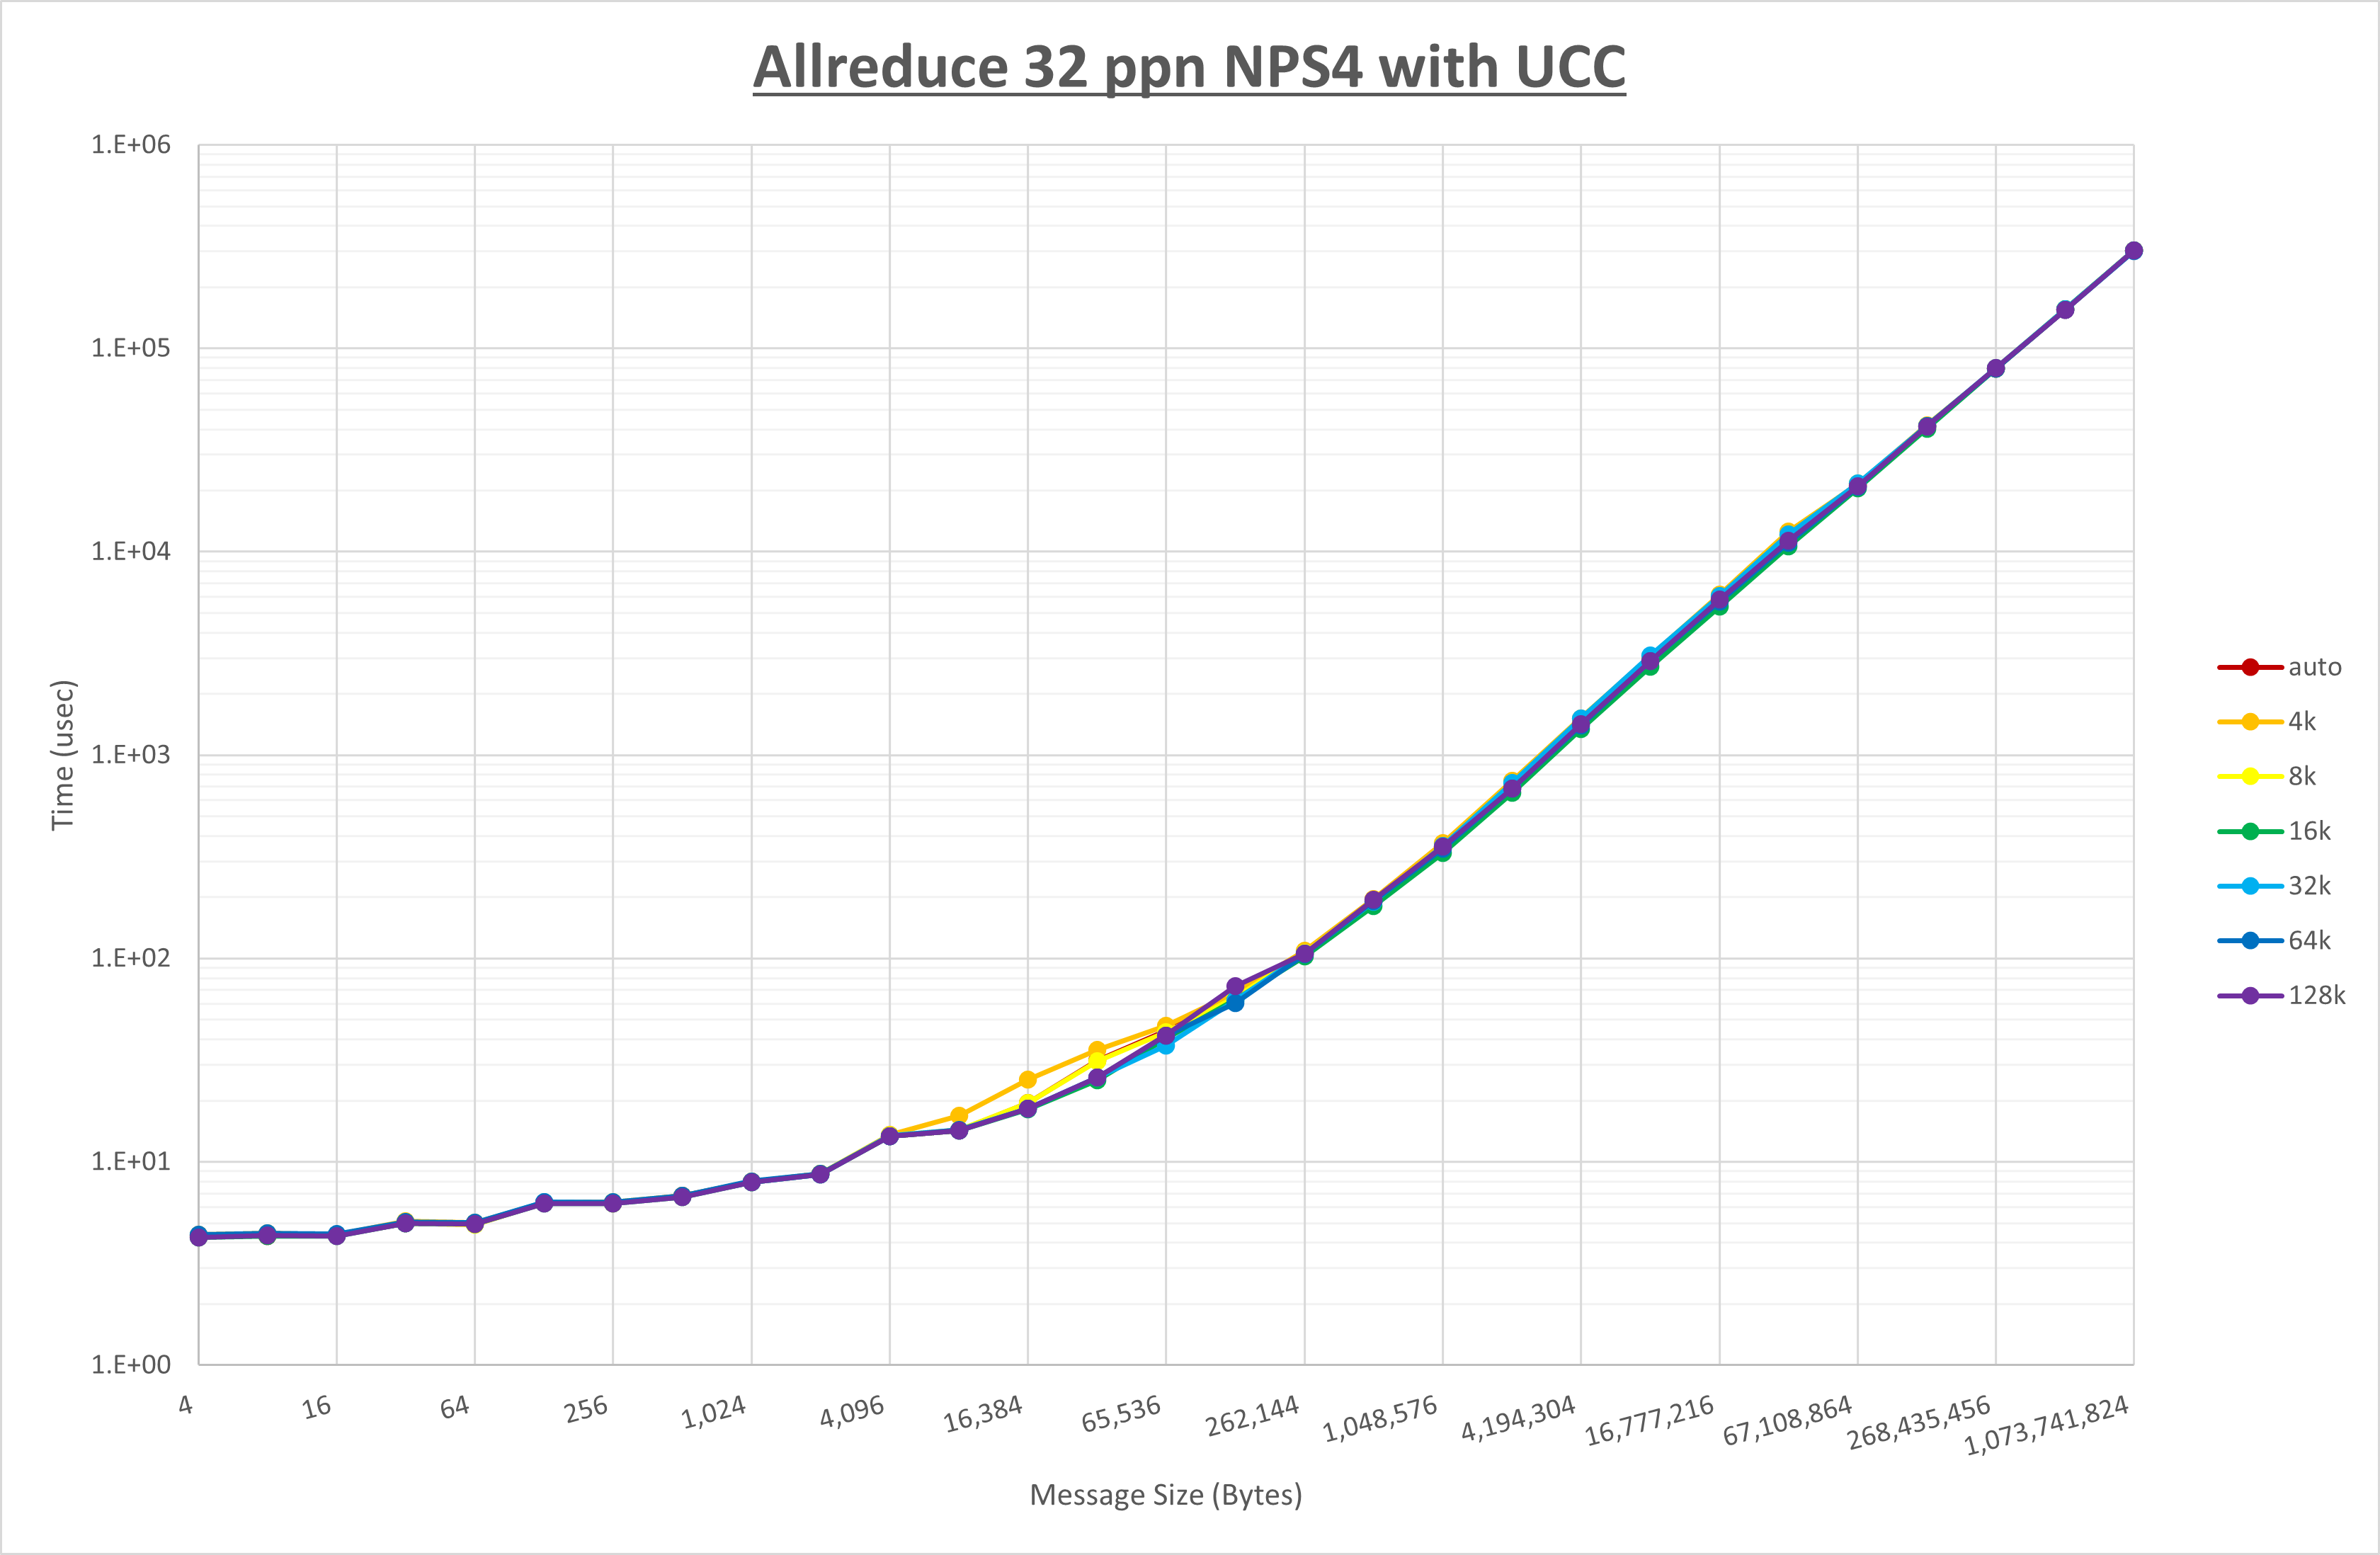 Allreduce 32 ppn NPS4 with UCC
1.E+06
1.E+05
1.E+04
1.E+03
1.E+02
1.E+01
1.E+00
Time (usec)
4
16
64
256
1,024
4,096
16,384
65,536
262,144
1,048,576
4,194,304
16,777,216
67,108,864
268,435,456
1,073,741,824
Message Size (Bytes)
auto
4k
8k
16k
32k
64k
128k